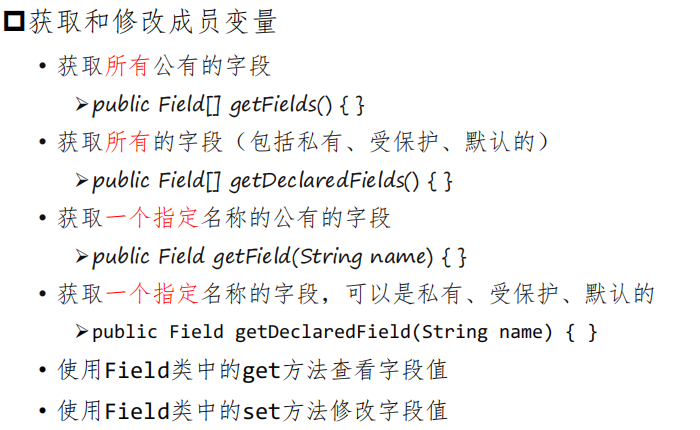 获取和修改成员变量
• 获取所有公有的字段
➢public Field[] getFields() { }
• 获取所有的字段（包括私有、受保护、默认的）
➢public Field[] getDeclaredFields() { }
• 获取一个指定名称的公有的字段
➢public Field getField(String name) { }
• 获取一个指定名称的字段，可以是私有、受保护、默认的
➢public Field getDeclaredField(String name) { }
• 使用Field类中的get方法查看字段值
• 使用Field类中的set方法修改字段值